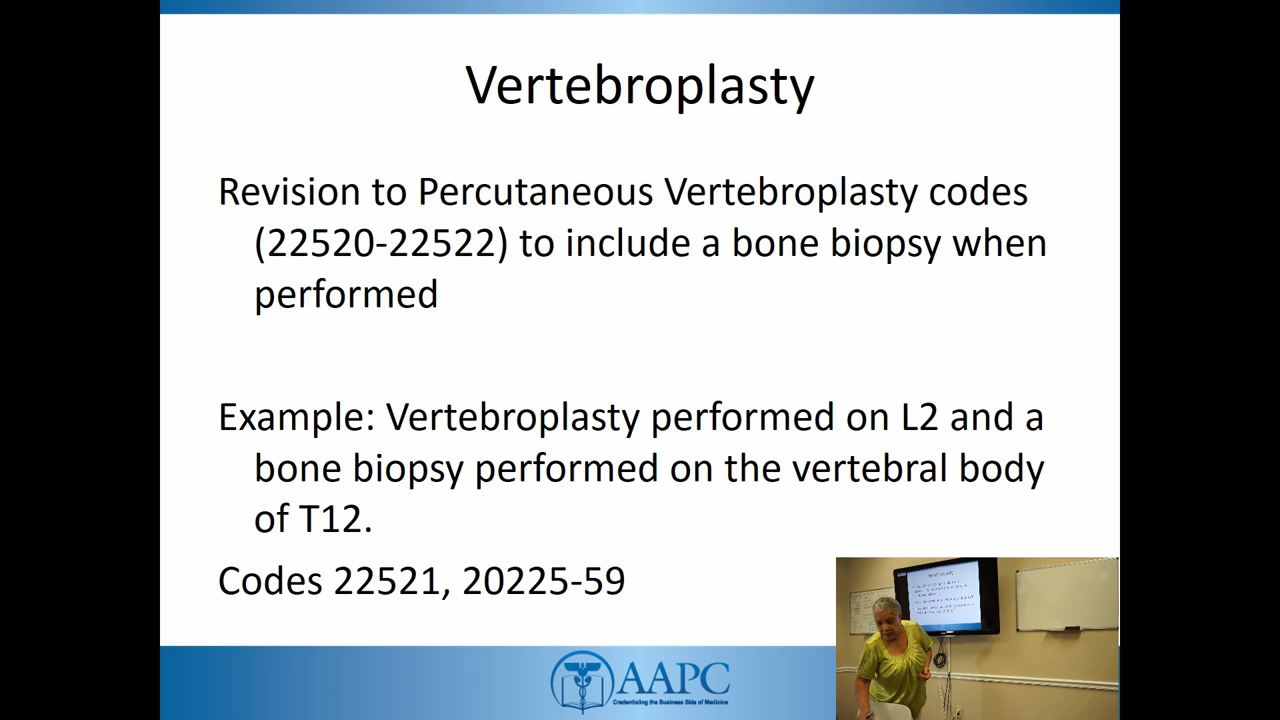 Vertebroplasty
Revision to Percutaneous Vertebroplasty codes
(22520-22522) to include a bone biopsy when
performed
Example: Vertebroplasty performed on L2 and a
bone biopsy performed on the vertebral body
of T12.
Codes 22521, 20225-59
AAPC
Credentialing the Business Side of Medicine
Vertebroplasty